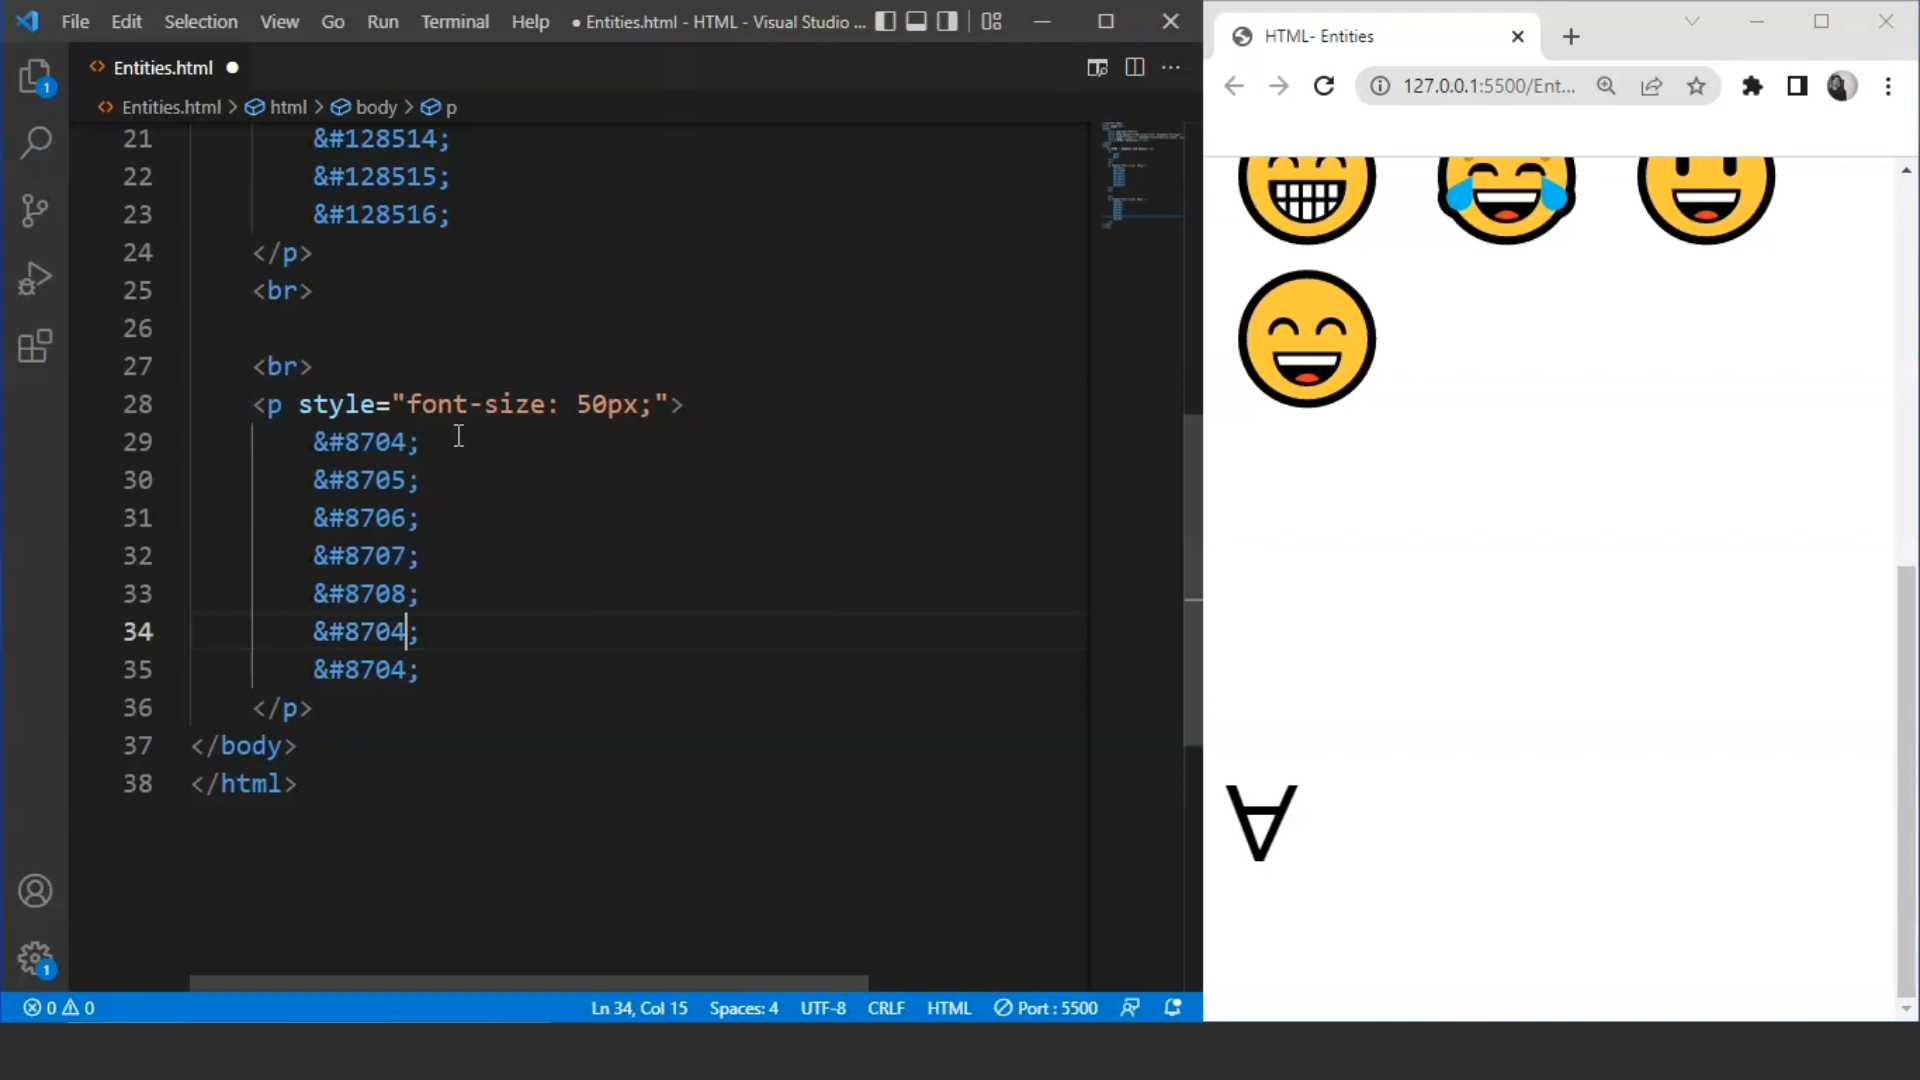 File Edit Selection View Go Run Terminal Help ● Entities.html - HTML - Visual Studio ...
Entities.html ●
Entities.html > html > body > p
21 &#128514;
22 &#128515;
23 &#128516;
24 </p>
25 <br>
26
27 <br>
28 <p style="font-size: 50px;">
29 &#8704;
30 &#8705;
31 &#8706;
32 &#8707;
33 &#8708;
34 &#8704;
35 &#8704;
36 </p>
37 </body>
38 </html>
1
1
0 0 Ln 34, Col 15 Spaces: 4 UTF-8 CRLF HTML Port : 5500
HTML- Entities
127.0.0.1:5500/Ent...
∀